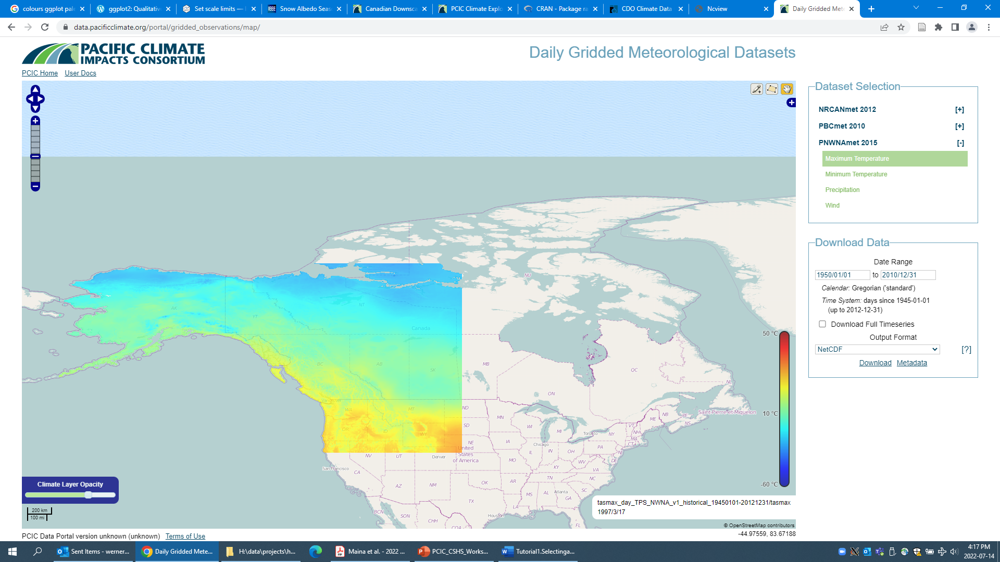 colours ggplot pal
ggplot2: Qualitativ
Set scale limits —
Snow Albedo Seas
Canadian Downsca
PCIC Climate Explo
CRAN - Package ra
CDO Climate Data
Ncview
Daily Gridded Mete
data.pacificclimate.org/portal/gridded_observations/map/
PACIFIC CLIMATE
IMPACTS CONSORTIUM
Daily Gridded Meteorological Datasets
PCIC Home User Docs
Dataset Selection
NRCANmet 2012 [+]
PBCmet 2010 [+]
PNWNAmet 2015 [-]
Maximum Temperature
Minimum Temperature
Precipitation
Wind
Download Data
Date Range
1950/01/01 to 2010/12/31
Calendar: Gregorian ('standard')
Time System: days since 1945-01-01
(up to 2012-12-31)
Download Full Timeseries
Output Format
NetCDF [?]
Download Metadata
NU
AK
YT
NT
Canada
BC
AB
SK
MB
ON
QC
NL
Vancouver
WA
MT
ND
OR
ID
WY
SD
MN
WI
MI
Toronto
NY
VT
NH
MA
CT
ME
NB
PE
NS
Saint-Pierre-et-Miquelon
NE
IA
Chicago
IL
IN
OH
PA
NJ
DE
United
States
of America
NV
UT
Denver
MO
KY
WV
VA
San Francisco
CA
AZ
NM
OK
AR
TN
NC
SC
MS
AL
Atlanta
GA
TX
LA
Houston
FL
BCN
SON
CHH
COA
50 °C
10 °C
-60 °C
Climate Layer Opacity
200 km
100 mi
tasmax_day_TPS_NWNA_v1_historical_19450101-20121231/tasmax
1997/3/17
© OpenStreetMap contributors
PCIC Data Portal version unknown (unknown) Terms of Use
-44.97559, 83.67188
Sent Items - werner...
Daily Gridded Mete...
H:\data\projects\h...
Maina et al. - 2022 ...
PCIC_CSHS_Works...
Tutorial1.Selectinga...
4:17 PM
2022-07-14